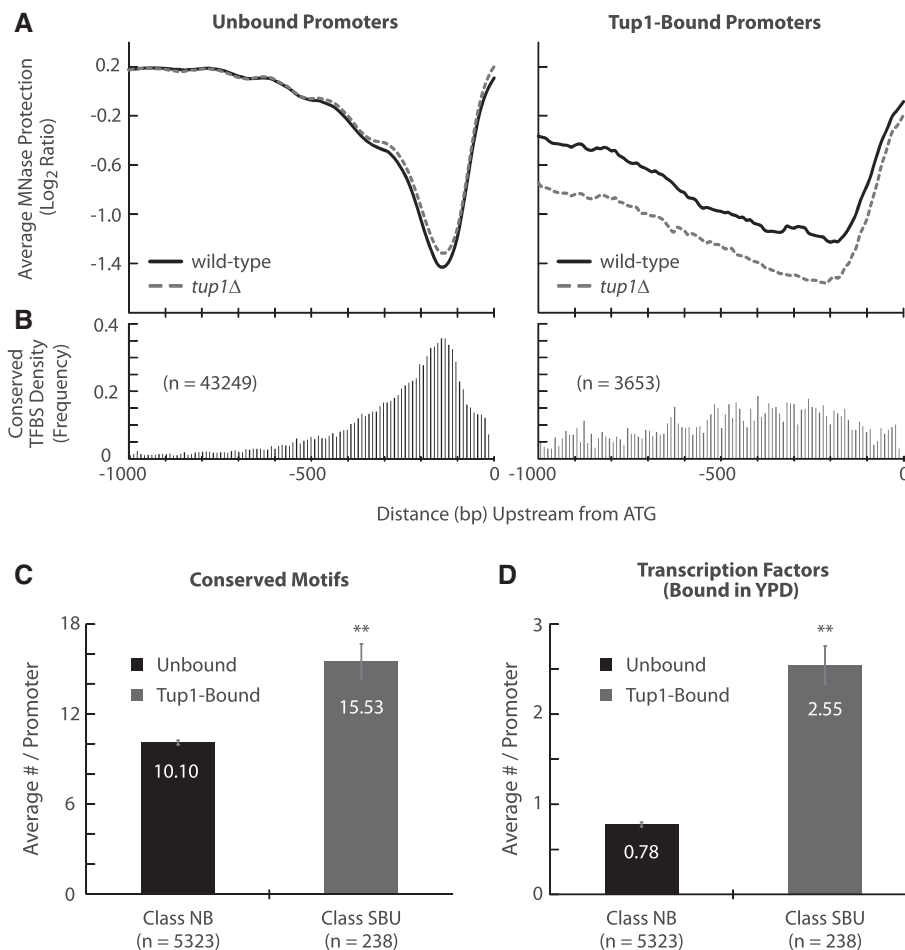 A
Unbound Promoters
Tup1-Bound Promoters
Average MNase Protection
(Log2 Ratio)
0.2
-0.2
-0.6
-1.0
-1.4
wild-type
tup1Δ
wild-type
tup1Δ
B
Conserved
TFBS Density
(Frequency)
0.4
0.2
0
(n = 43249)
(n = 3653)
-1000
-500
0
-1000
-500
0
Distance (bp) Upstream from ATG
C
Conserved Motifs
Average # / Promoter
18
12
6
0
**
Unbound
Tup1-Bound
10.10
15.53
Class NB
(n = 5323)
Class SBU
(n = 238)
D
Transcription Factors
(Bound in YPD)
Average # / Promoter
3
2
1
0
**
Unbound
Tup1-Bound
0.78
2.55
Class NB
(n = 5323)
Class SBU
(n = 238)